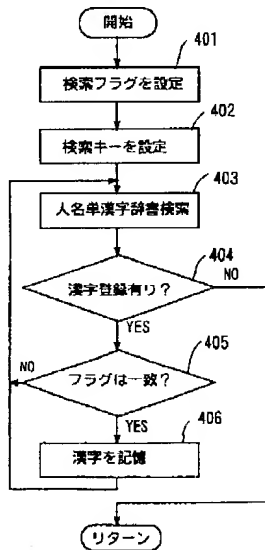 開始
401
検索フラグを設定
402
検索キーを設定
403
人名単漢字辞書検索
404
漢字登録有り?
NO
YES
405
NO
フラグは一致?
YES
406
漢字を記憶
リターン